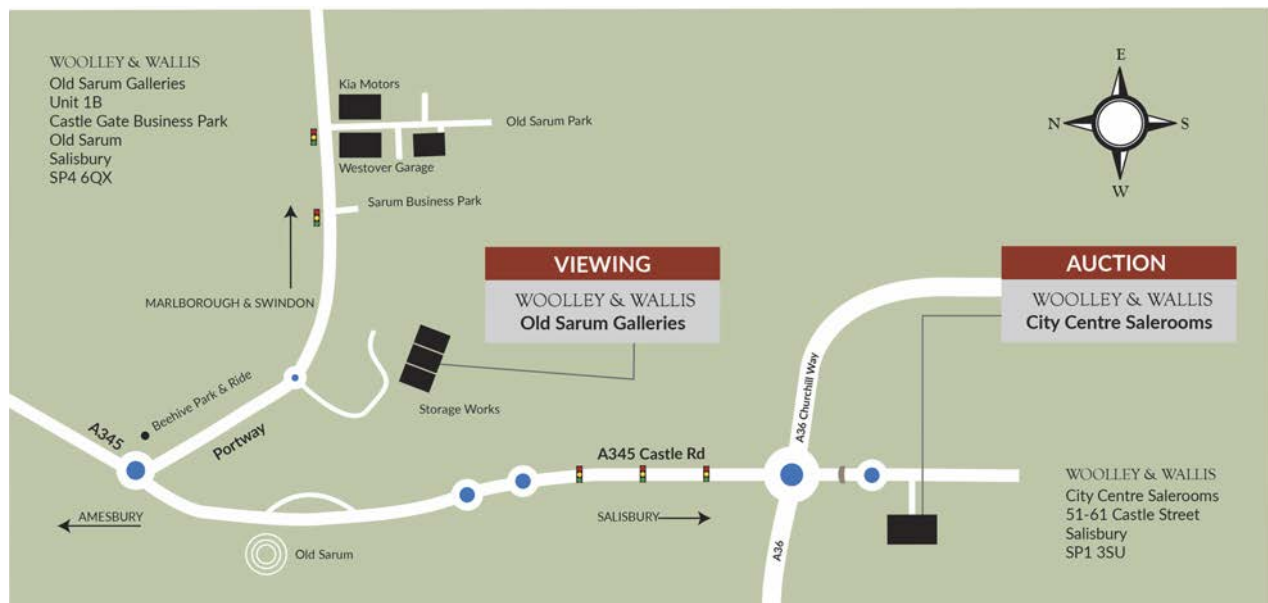 WOOLLEY & WALLIS
Old Sarum Galleries
Unit 1B
Castle Gate Business Park
Old Sarum
Salisbury
SP4 6QX
Kia Motors
Old Sarum Park
Westover Garage
Sarum Business Park
MARLBOROUGH & SWINDON
E
N
S
W
VIEWING
WOOLLEY & WALLIS
Old Sarum Galleries
AUCTION
WOOLLEY & WALLIS
City Centre Salerooms
Beehive Park & Ride
Storage Works
A345
Portway
A36 Churchill Way
A345 Castle Rd
AMESBURY
SALISBURY
Old Sarum
A36
WOOLLEY & WALLIS
City Centre Salerooms
51-61 Castle Street
Salisbury
SP1 3SU